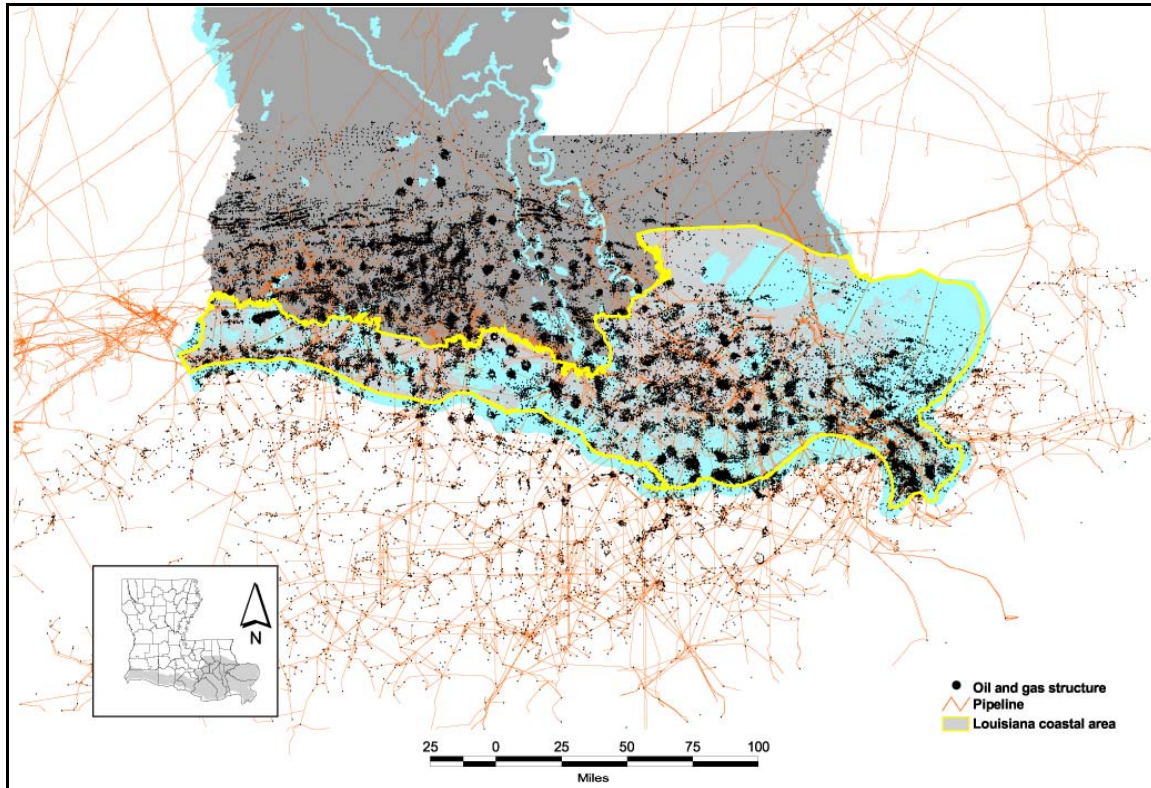 N
Oil and gas structure
Pipeline
Louisiana coastal area
25 0 25 50 75 100
Miles